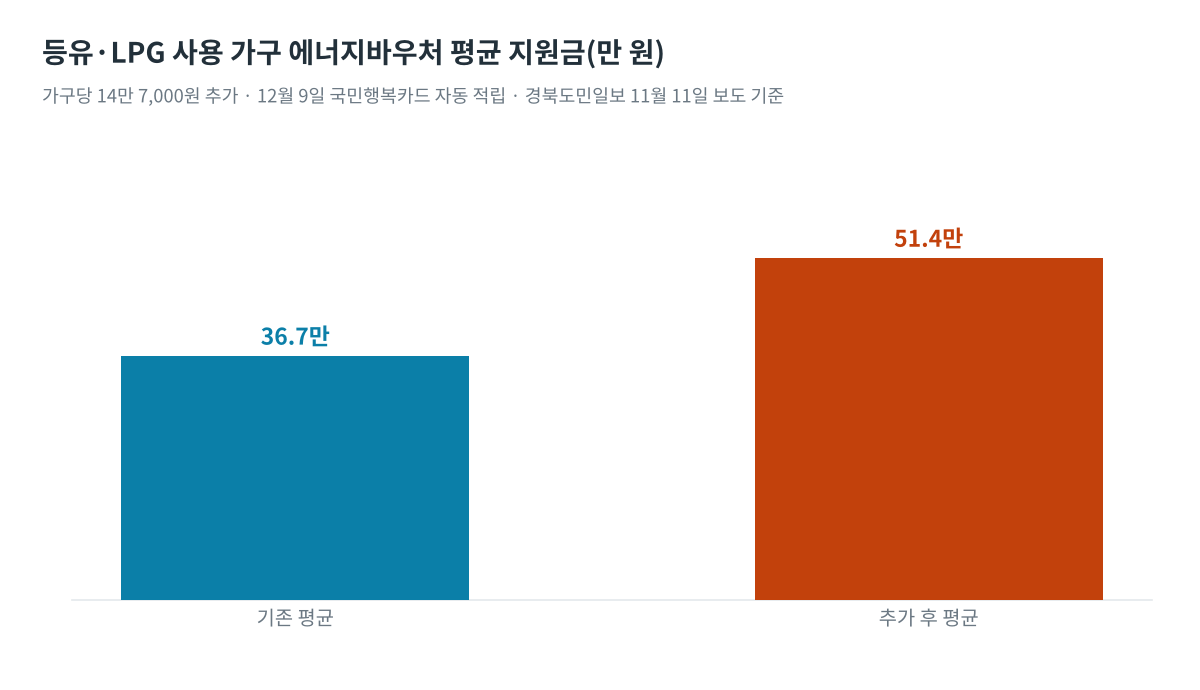 등유·LPG 사용 가구 에너지바우처 평균 지원금(만 원)
가구당 14만 7,000원 추가 · 12월 9일 국민행복카드 자동 적립 · 경북도민일보 11월 11일 보도 기준
51.4만
36.7만
기존 평균
추가 후 평균